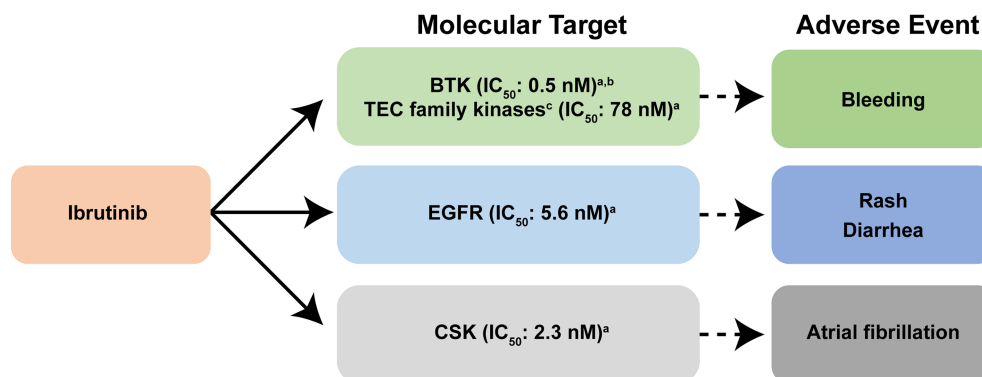 Molecular Target
Adverse Event
Ibrutinib
BTK (IC50: 0.5 nM)a,b
TEC family kinasesc (IC50: 78 nM)a
Bleeding
EGFR (IC50: 5.6 nM)a
Rash
Diarrhea
CSK (IC50: 2.3 nM)a
Atrial fibrillation